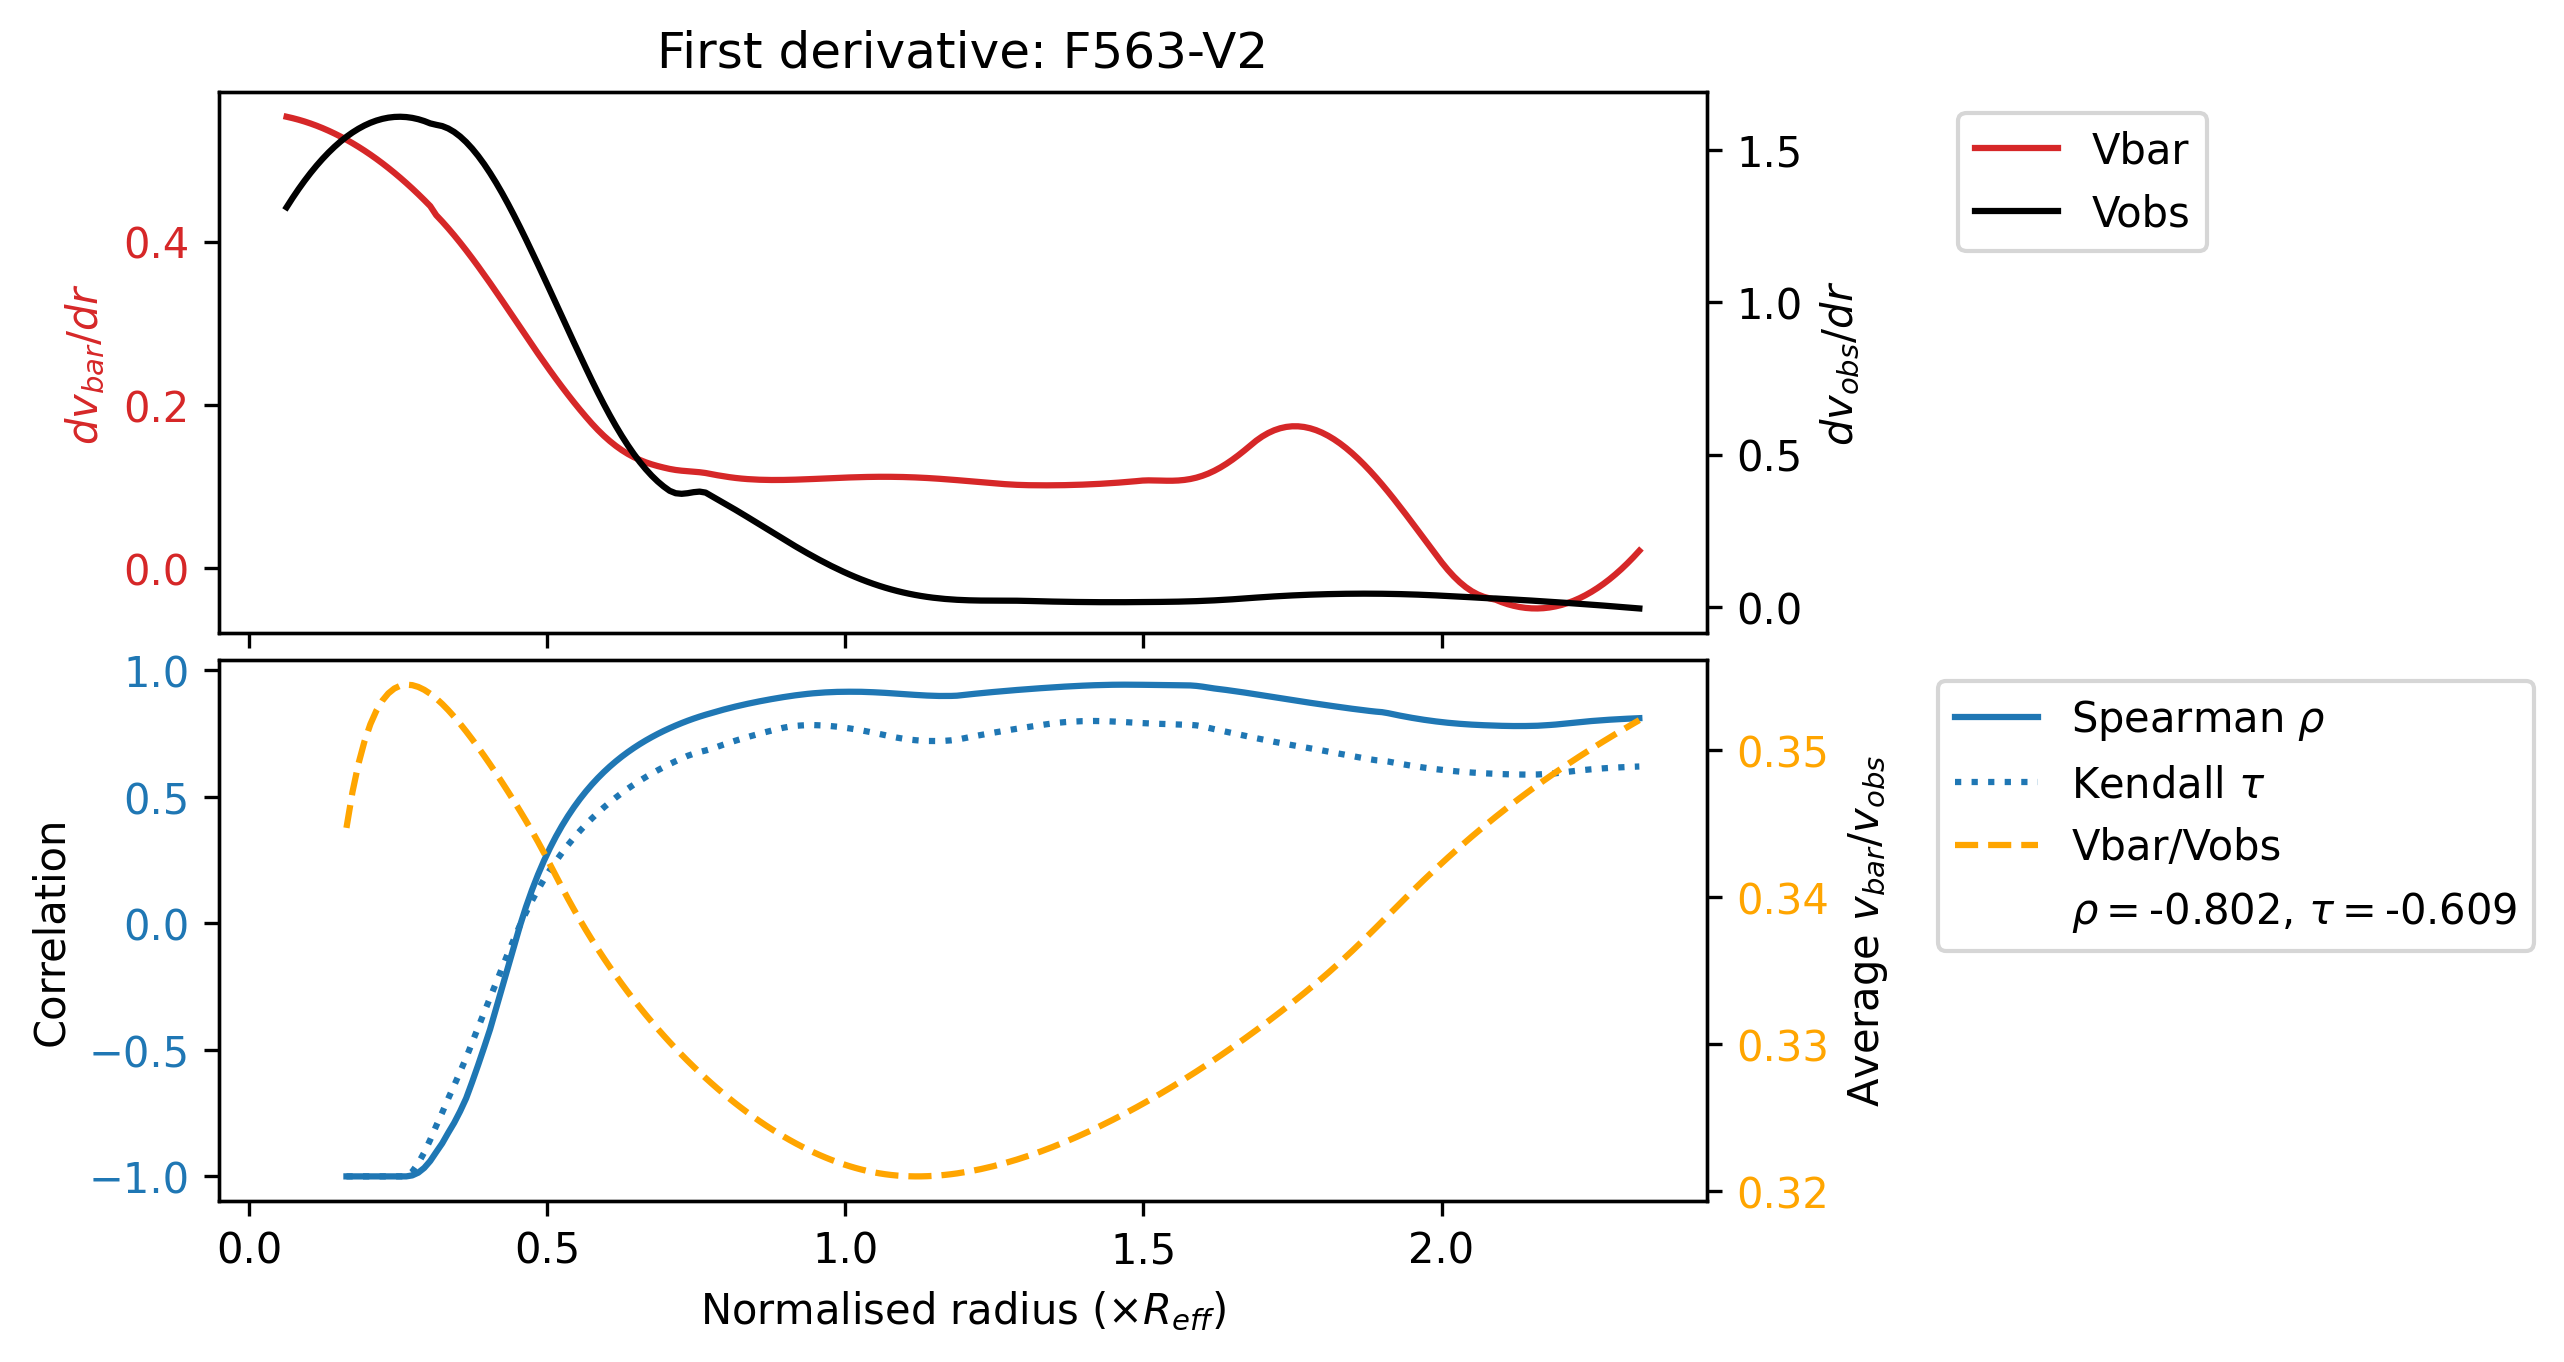 First derivative: F563-V2
dv_bar/dr
0.4
0.2
0.0
1.5
1.0
0.5
0.0
dv_obs/dr
Vbar
Vobs
Correlation
1.0
0.5
0.0
−0.5
−1.0
0.35
0.34
0.33
0.32
Average v_bar/v_obs
Spearman ρ
Kendall τ
Vbar/Vobs
ρ = -0.802, τ = -0.609
0.0 0.5 1.0 1.5 2.0
Normalised radius (×R_eff)